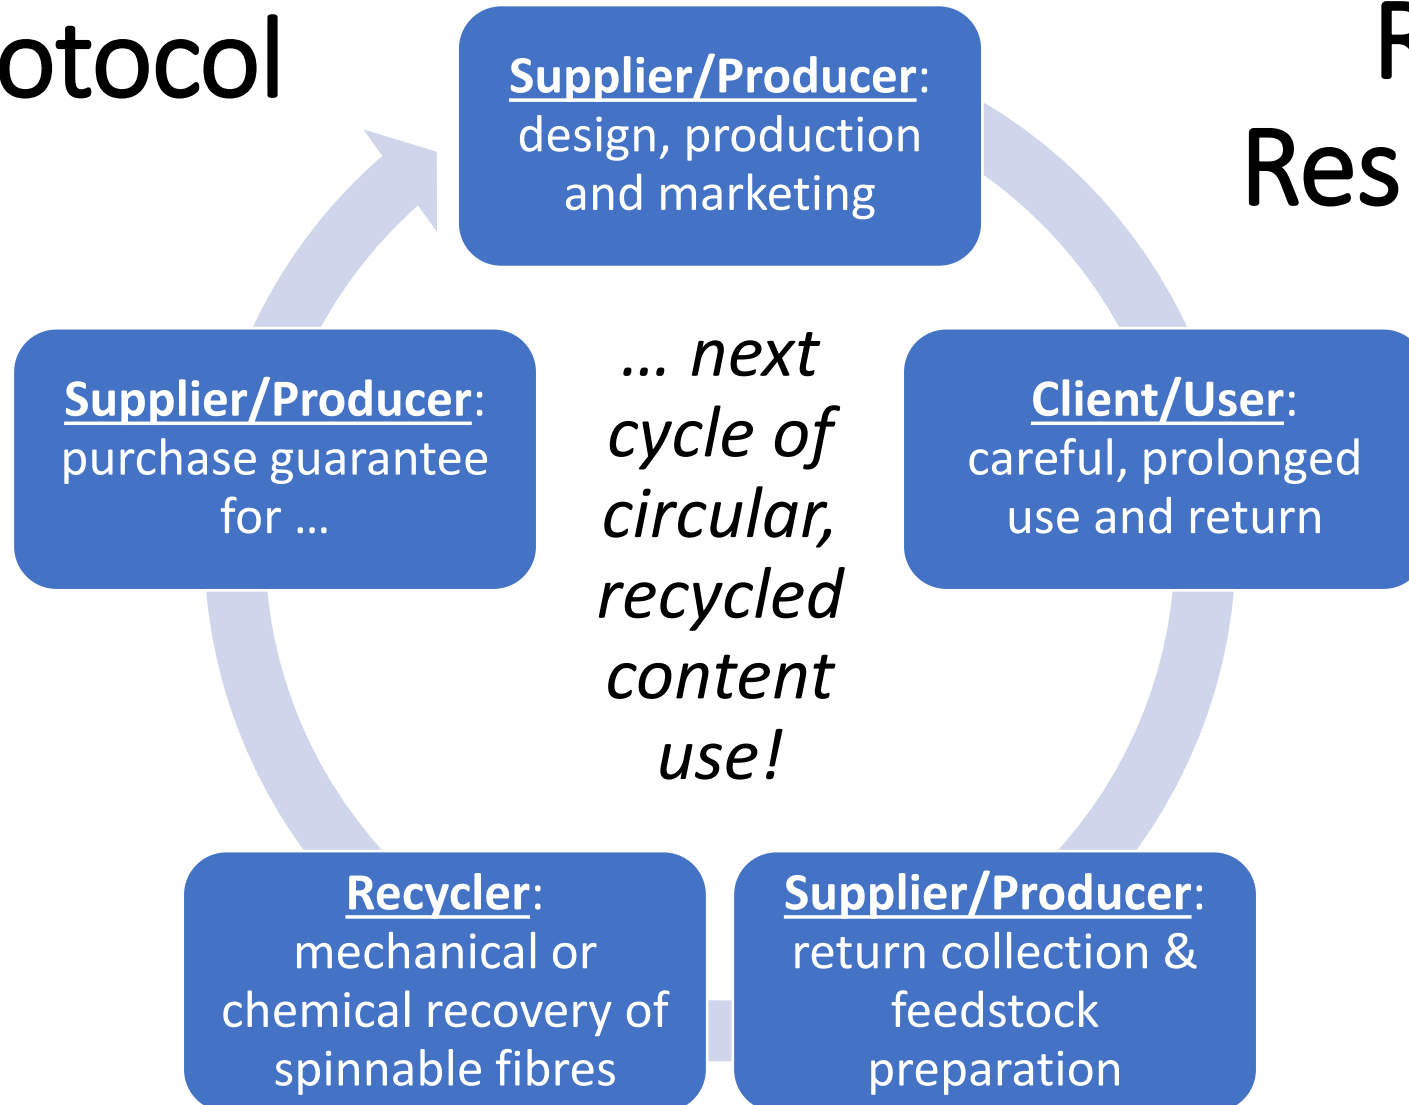 otocol
R
Res
Supplier/Producer:
design, production
and marketing
Supplier/Producer:
purchase guarantee
for …
… next
cycle of
circular,
recycled
content
use!
Client/User:
careful, prolonged
use and return
Recycler:
mechanical or
chemical recovery of
spinnable fibres
Supplier/Producer:
return collection &
feedstock
preparation